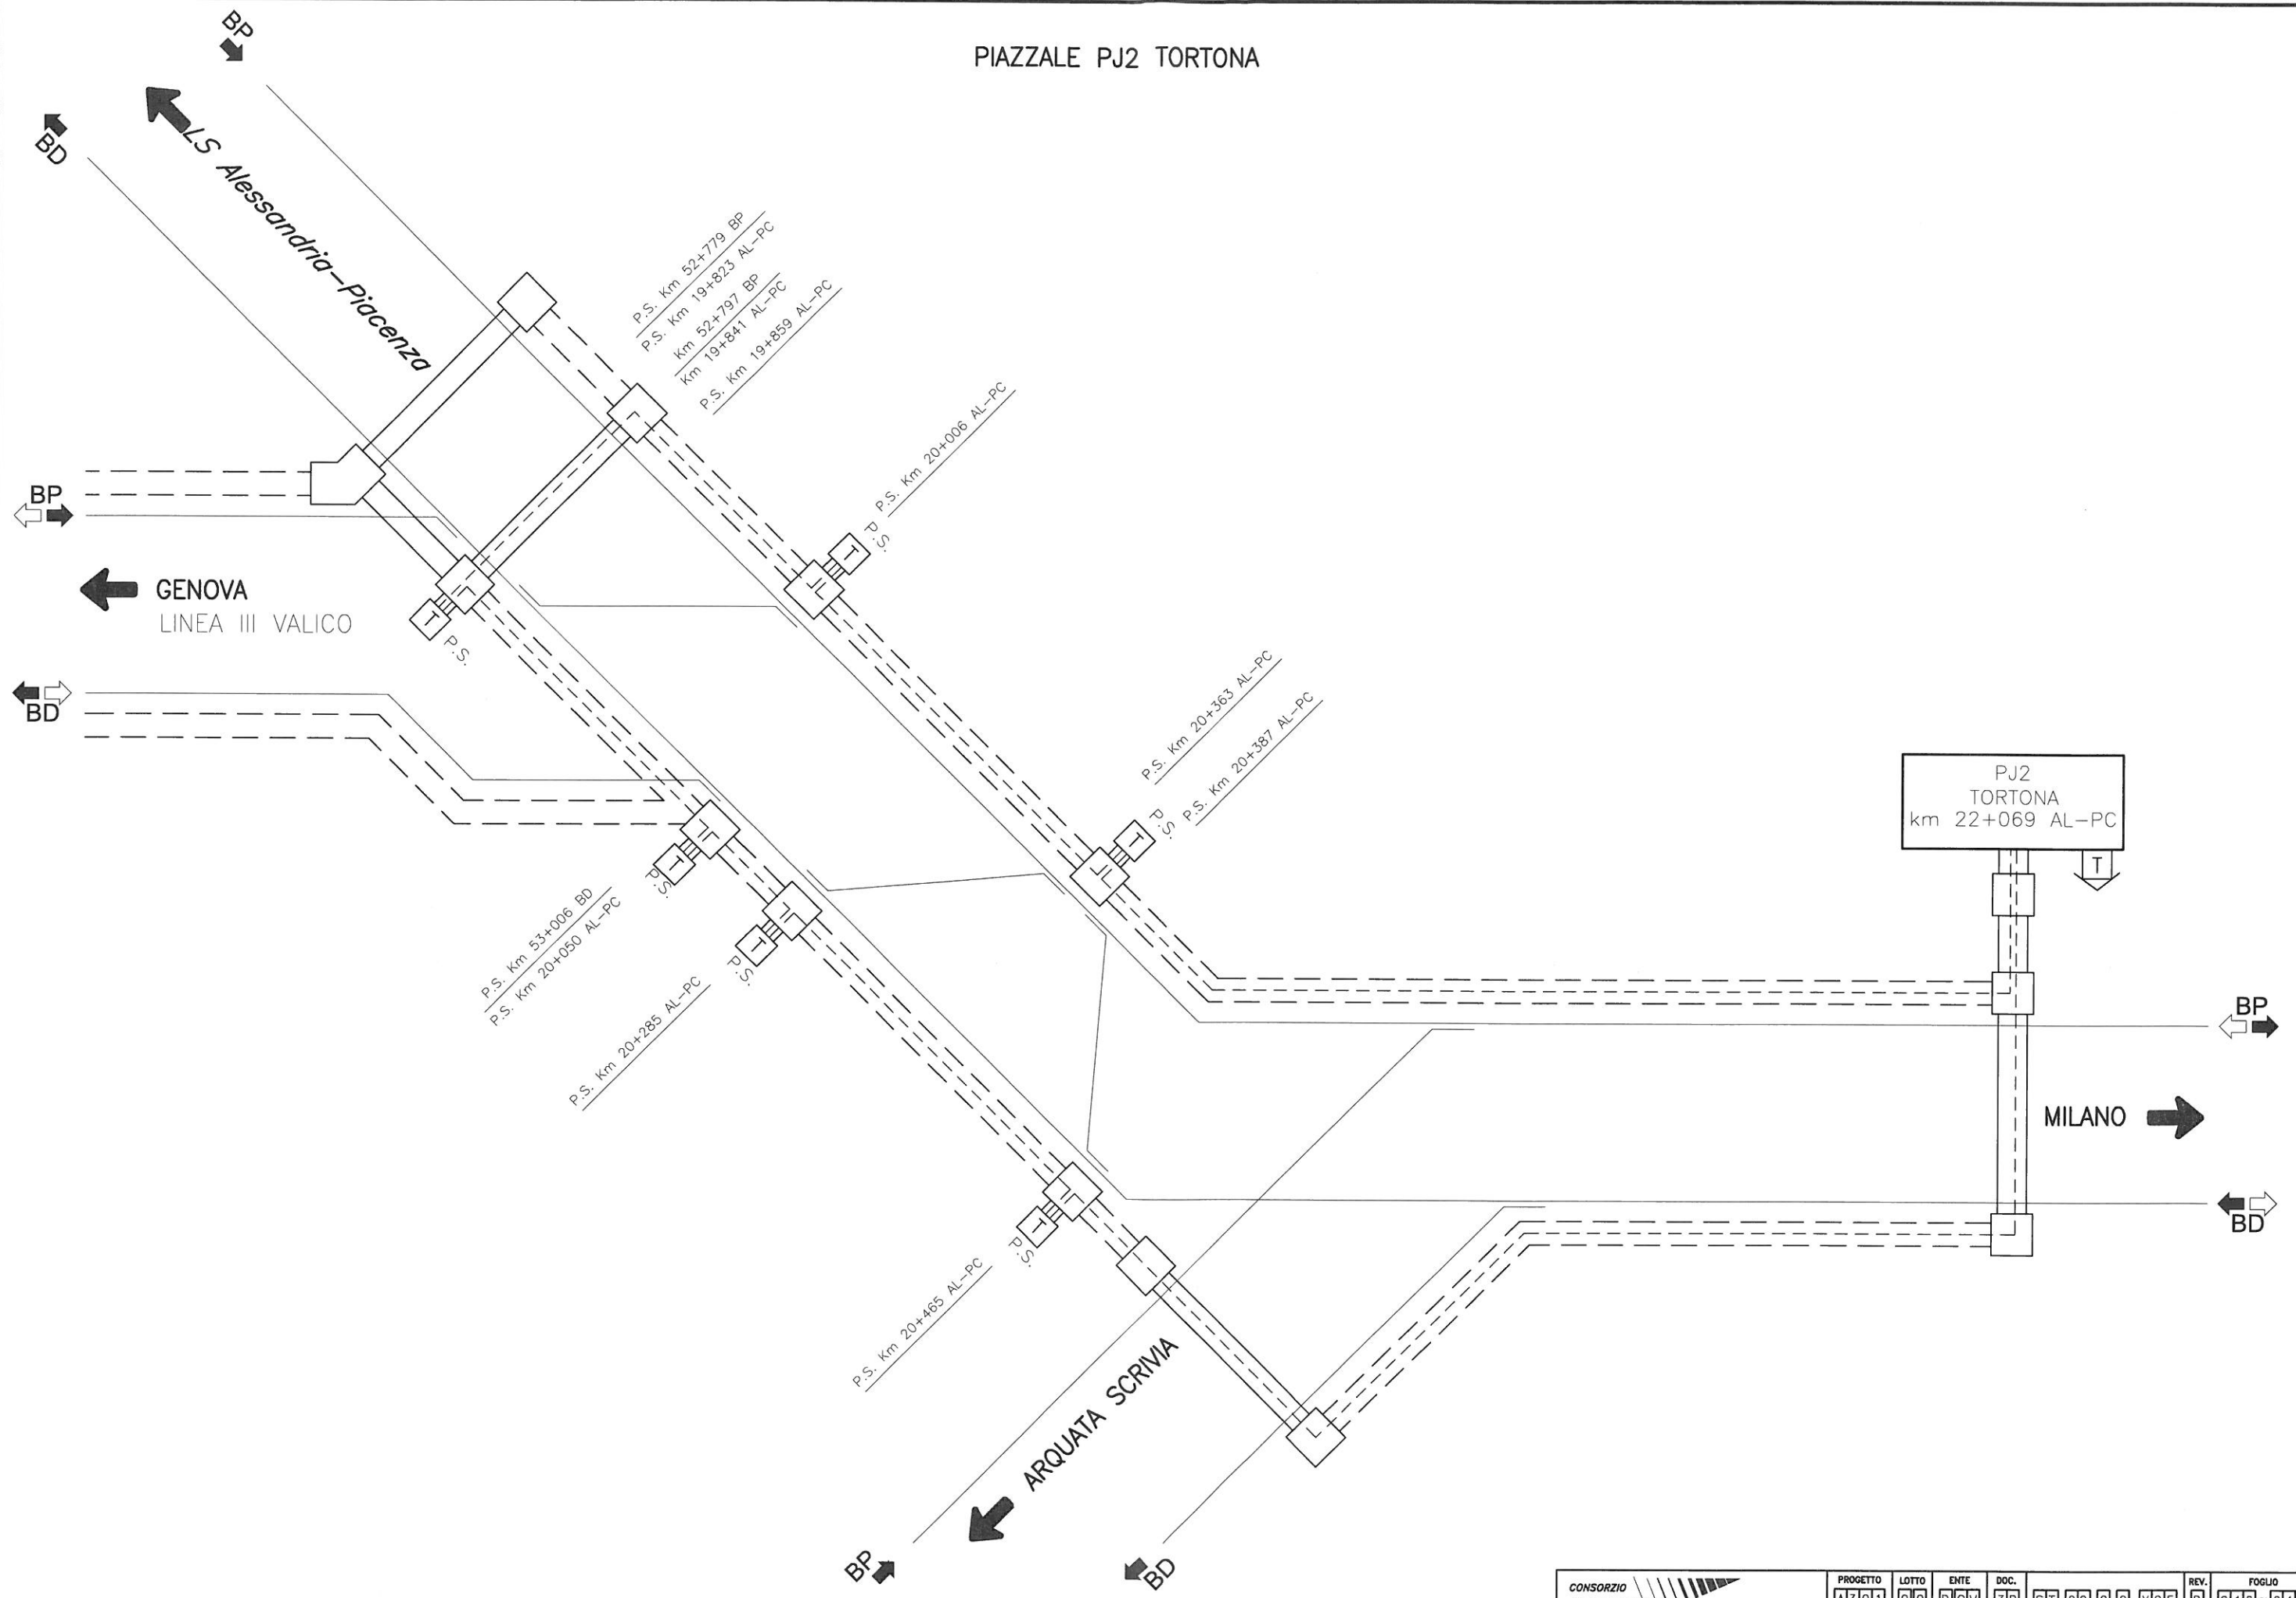 PIAZZALE PJ2 TORTONA
BP
BD
LS Alessandria-Piacenza
P.S. Km 52+779 BP
P.S. Km 19+823 AL-PC
Km 52+797 BP
Km 19+841 AL-PC
P.S. Km 19+859 AL-PC
P.S. Km 20+006 AL-PC
T
P.S.
BP
GENOVA
LINEA III VALICO
T
P.S.
BD
P.S. Km 20+363 AL-PC
P.S. Km 20+387 AL-PC
T
P.S.
PJ2
TORTONA
km 22+069 AL-PC
T
T
P.S.
P.S. Km 53+006 BD
P.S. Km 20+050 AL-PC
T
P.S.
P.S. Km 20+285 AL-PC
BP
MILANO
BD
T
P.S.
P.S. Km 20+465 AL-PC
ARQUATA SCRIVIA
BP
BD
CONSORZIO
PROGETTO
LOTTO
ENTE
DOC.
REV.
FOGLIO